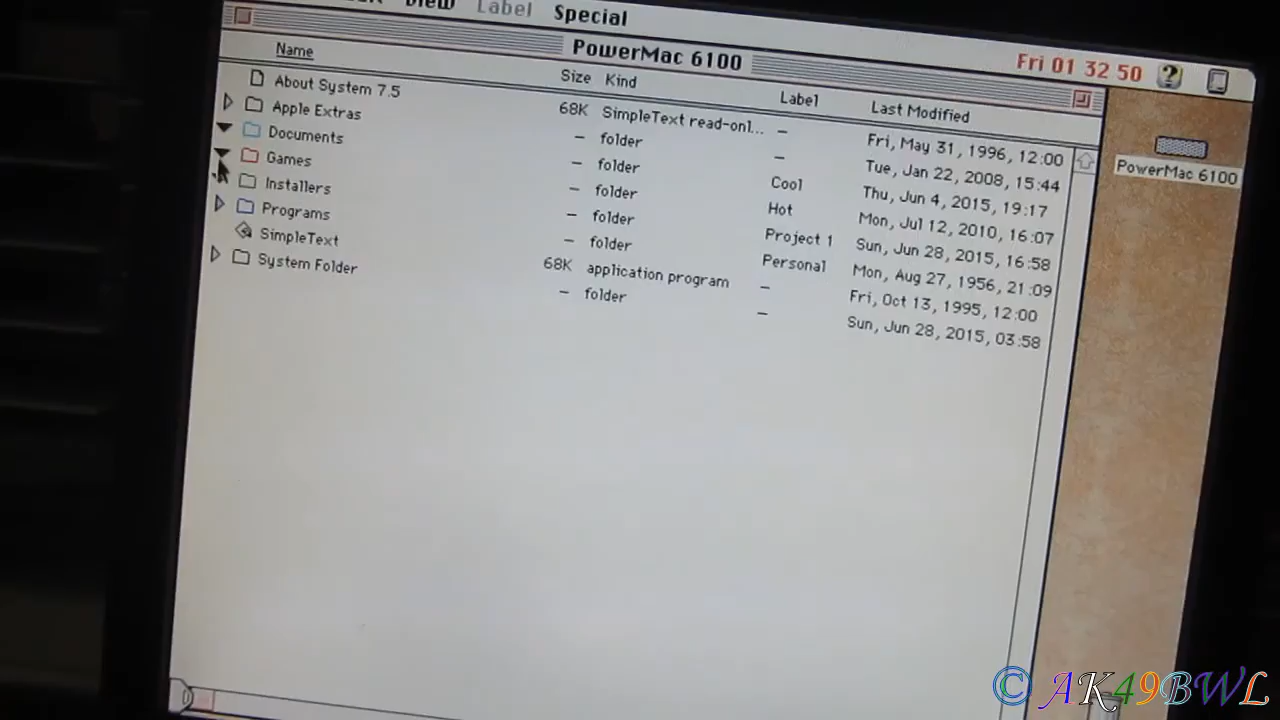 View Label Special
Fri 01 32 50
PowerMac 6100
Name Size Kind Label Last Modified
About System 7.5 68K SimpleText read-onl... – Fri, May 31, 1996, 12:00
Apple Extras – folder – Tue, Jan 22, 2008, 15:44
Documents – folder Cool Thu, Jun 4, 2015, 19:17
Games – folder Hot Mon, Jul 12, 2010, 16:07
Installers – folder Project 1 Sun, Jun 28, 2015, 16:58
Programs – folder Personal Mon, Aug 27, 1956, 21:09
SimpleText 68K application program – Fri, Oct 13, 1995, 12:00
System Folder – folder – Sun, Jun 28, 2015, 03:58
PowerMac 6100
© AK49BWL